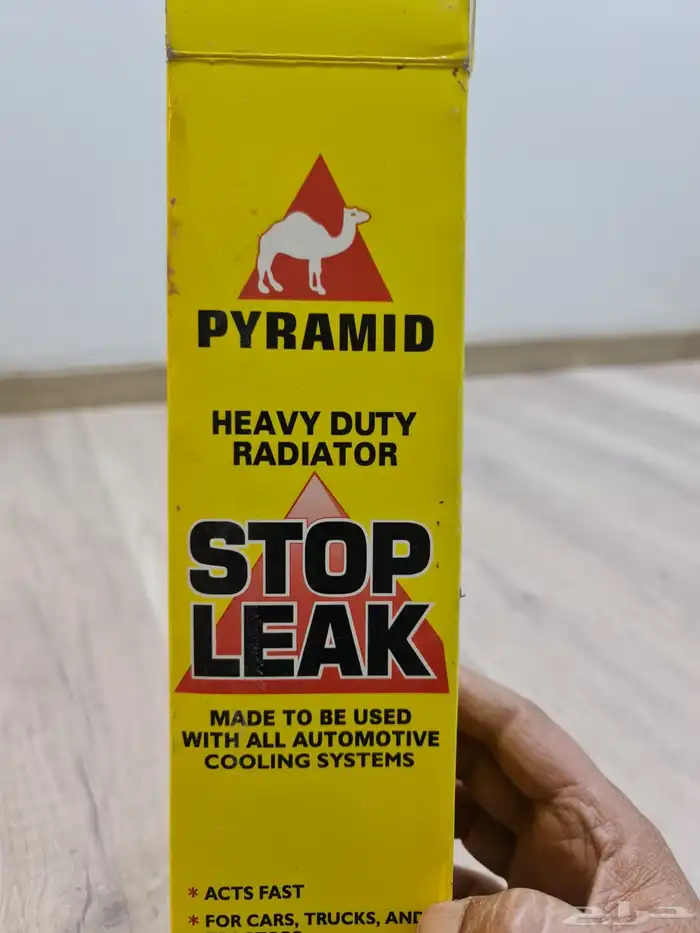 PYRAMID
HEAVY DUTY
RADIATOR
STOP
LEAK
MADE TO BE USED
WITH ALL AUTOMOTIVE
COOLING SYSTEMS
* ACTS FAST
* FOR CARS, TRUCKS, AND
حراج